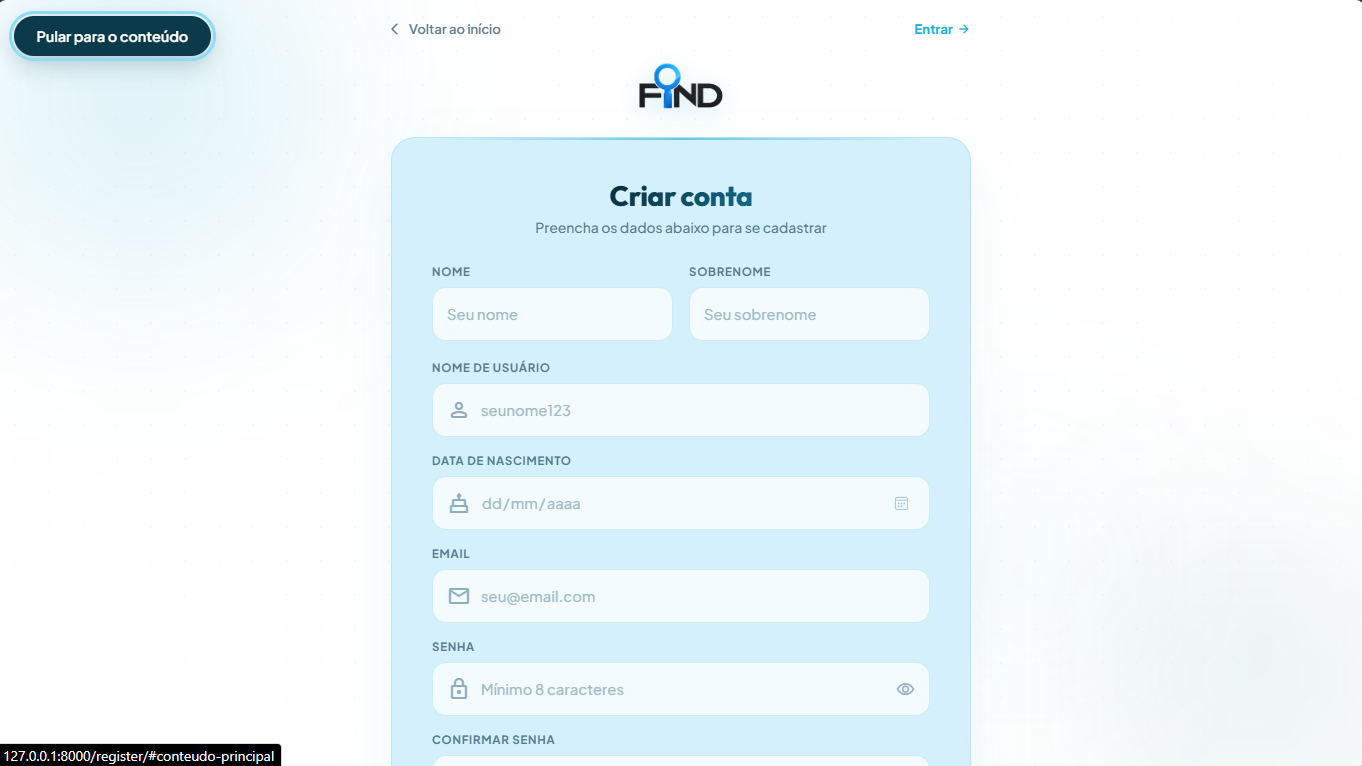 Pular para o conteúdo
Voltar ao início
Entrar →
FIND
Criar conta
Preencha os dados abaixo para se cadastrar
NOME
SOBRENOME
Seu nome
Seu sobrenome
NOME DE USUÁRIO
seunome123
DATA DE NASCIMENTO
dd/mm/aaaa
EMAIL
seu@email.com
SENHA
Mínimo 8 caracteres
CONFIRMAR SENHA
127.0.0.1:8000/register/#conteudo-principal